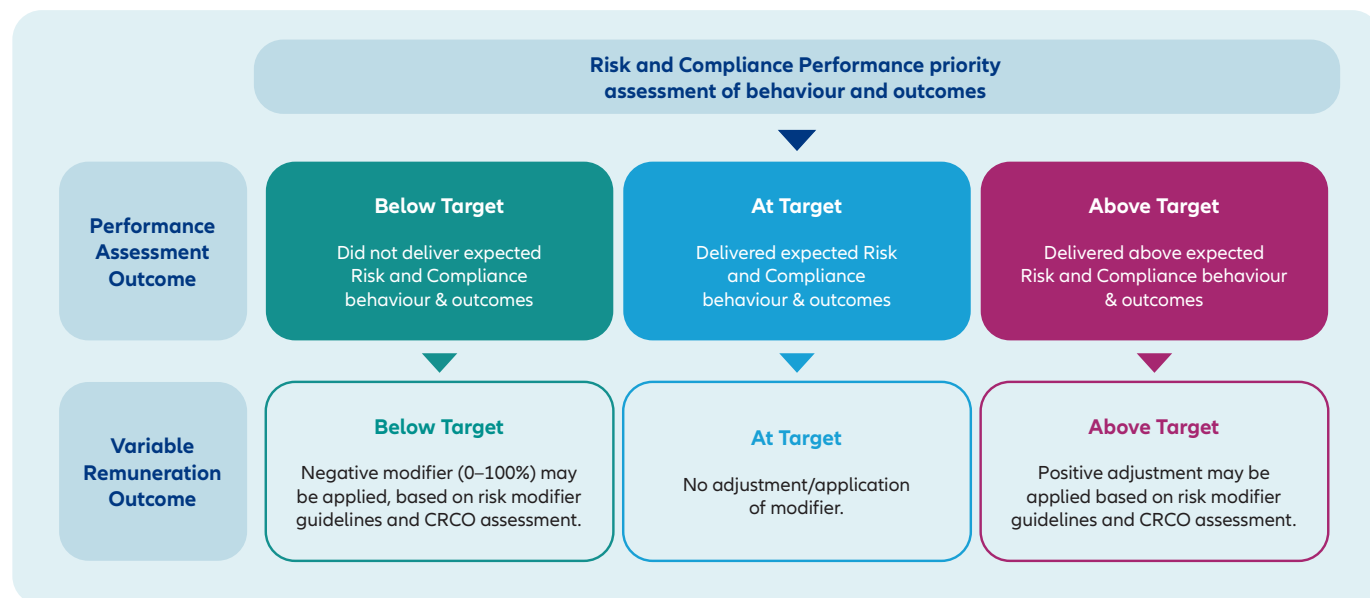 Risk and Compliance Performance priority
assessment of behaviour and outcomes
Performance
Assessment
Outcome
Below Target
Did not deliver expected
Risk and Compliance
behaviour & outcomes
At Target
Delivered expected Risk
and Compliance
behaviour & outcomes
Above Target
Delivered above expected
Risk and Compliance behaviour
& outcomes
Variable
Remuneration
Outcome
Below Target
Negative modifier (0–100%) may
be applied, based on risk modifier
guidelines and CRCO assessment.
At Target
No adjustment/application
of modifier.
Above Target
Positive adjustment may be
applied based on risk modifier
guidelines and CRCO assessment.